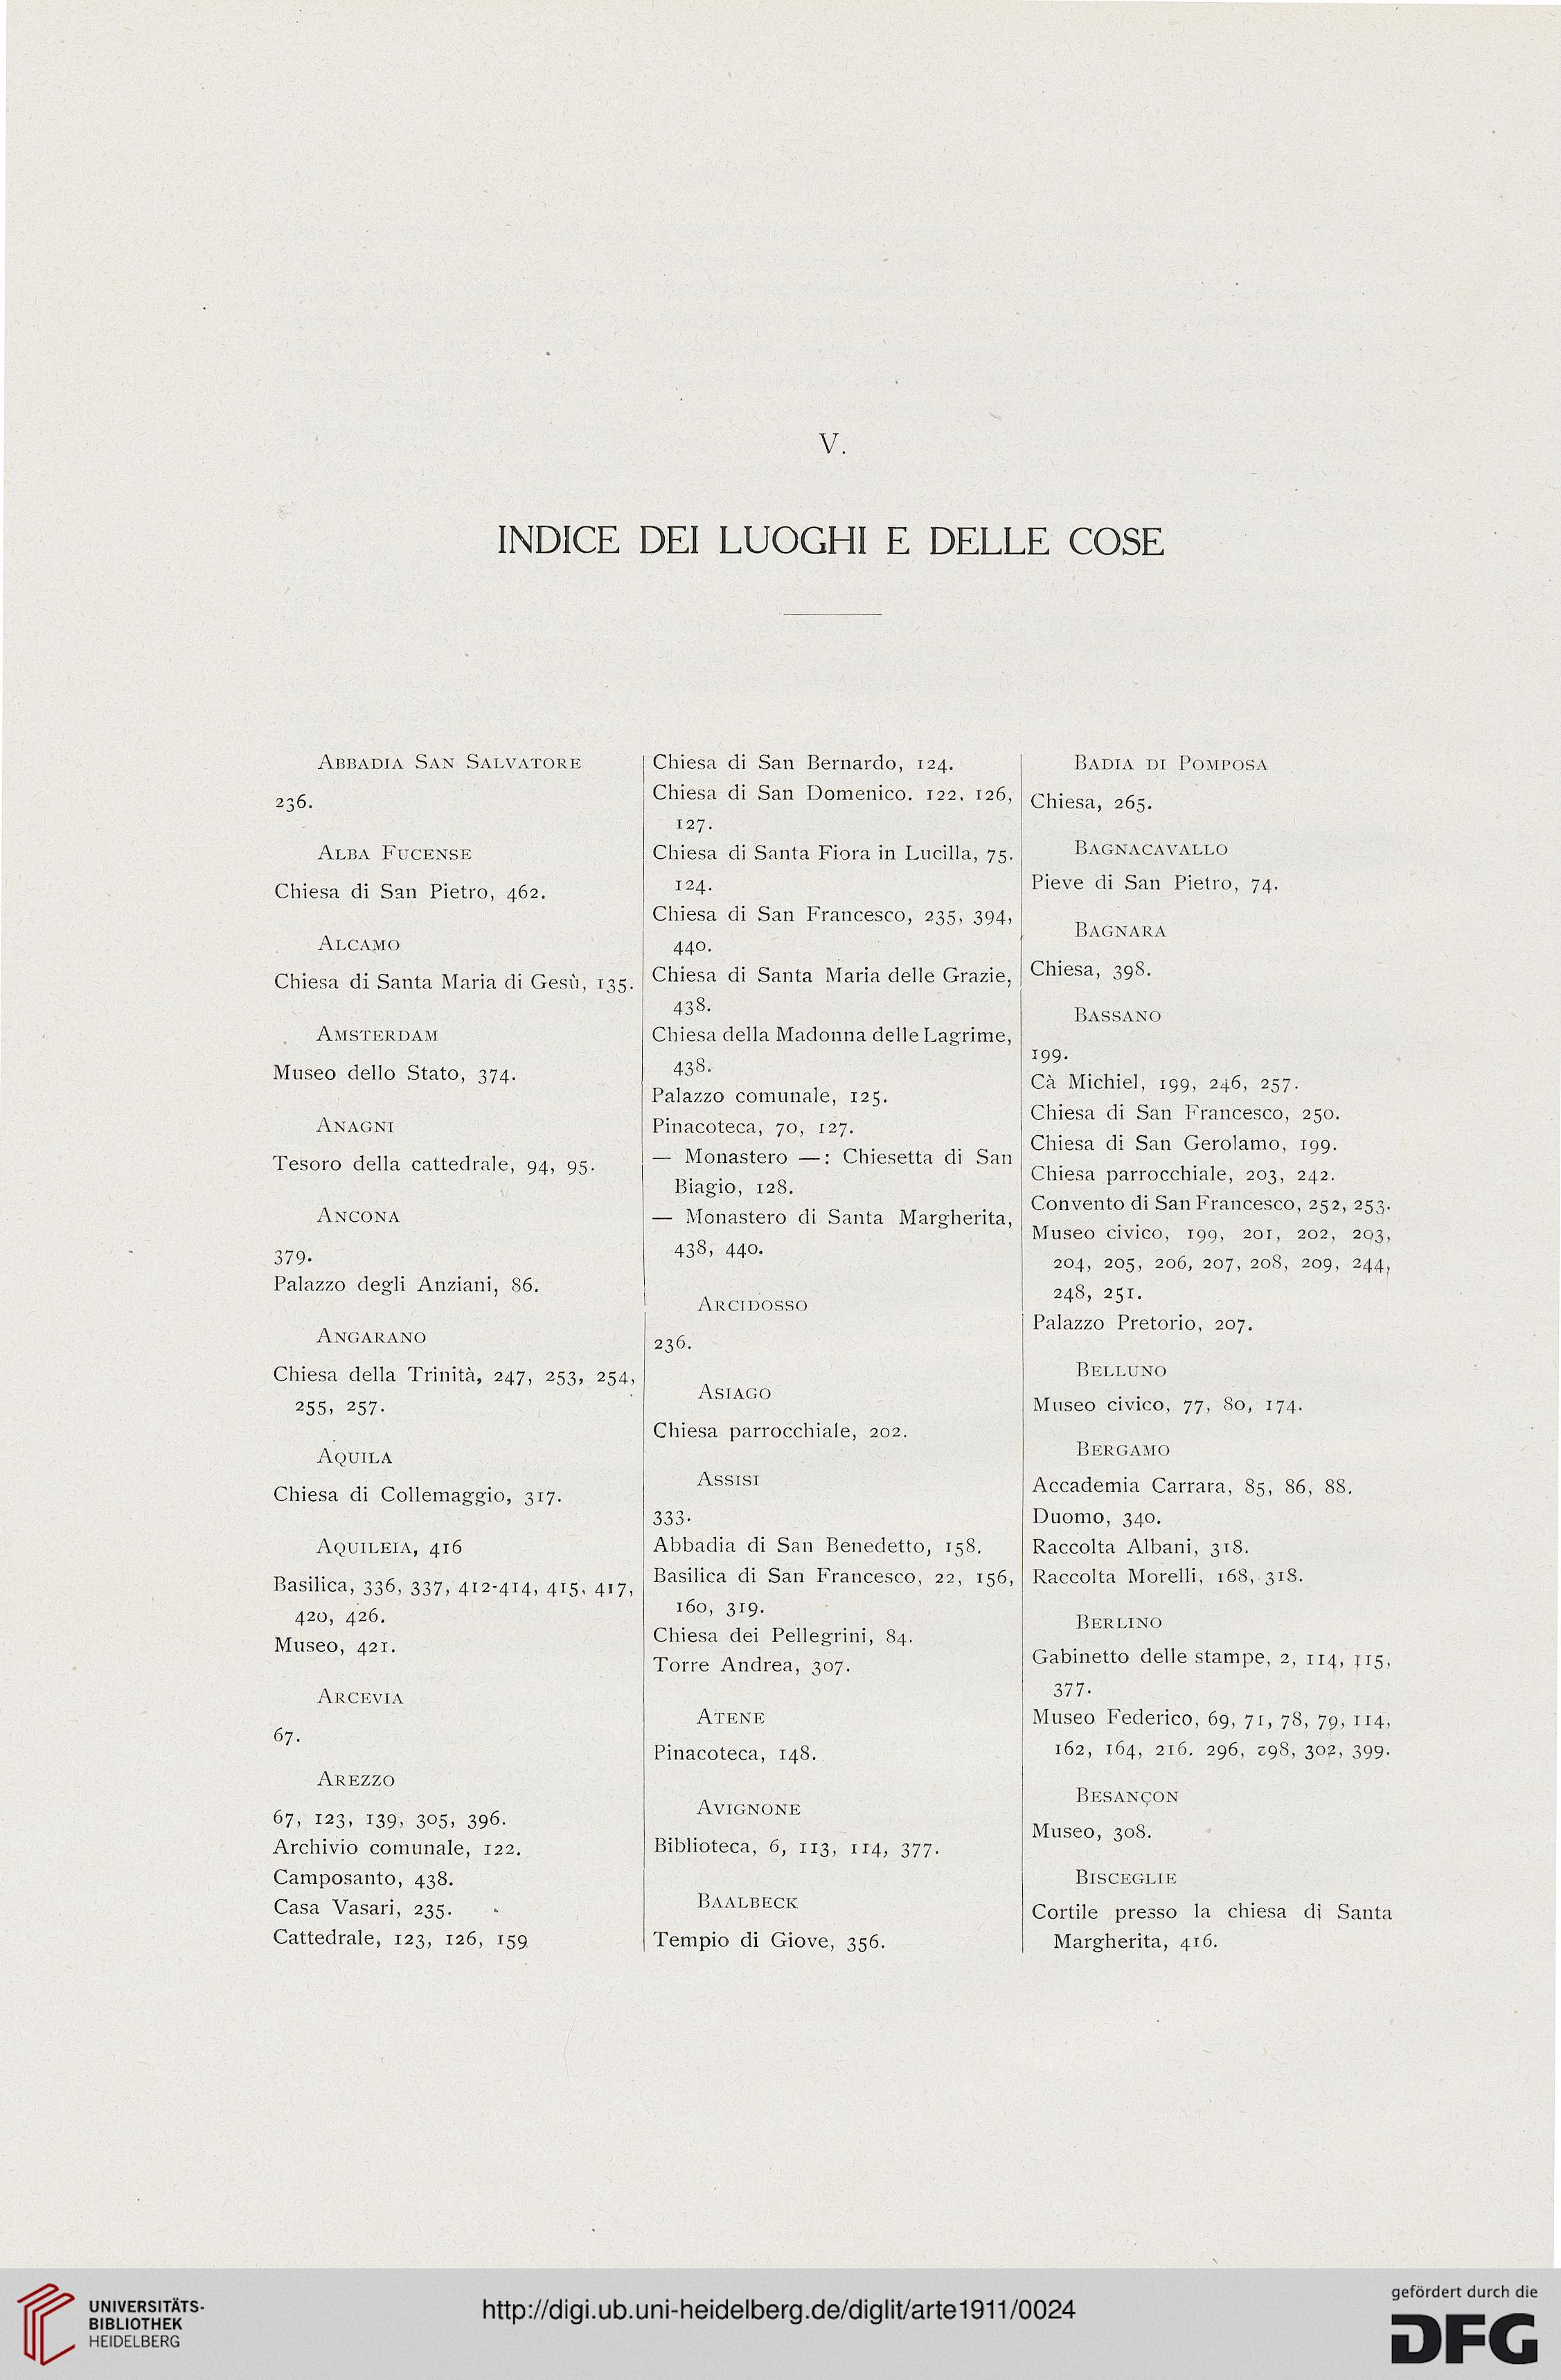 V.
INDICE DEI LUOGHI E DELLE COSE
ABBADIA SAN SALVATORE
236.
ALBA FUCENSE
Chiesa di San Pietro, 462.
ALCAMO
Chiesa di Santa Maria di Gesù, 135.
AMSTERDAM
Museo dello Stato, 374.
ANAGNI
Tesoro della cattedrale, 94, 95.
ANCONA
379.
Palazzo degli Anziani, 86.
ANGARANO
Chiesa della Trinità, 247, 253, 254,
255, 257.
AQUILA
Chiesa di Collemaggio, 317.
AQUILEIA, 416
Basilica, 336, 337, 412-414, 415, 417,
420, 426.
Museo, 421.
ARCEVIA
67.
AREZZO
67, 123, 139, 305, 396.
Archivio comunale, 122.
Camposanto, 438.
Casa Vasari, 235.
Cattedrale, 123, 126, 159
Chiesa di San Bernardo, 124.
Chiesa di San Domenico. 122, 126,
127.
Chiesa di Santa Fiora in Lucilla, 75.
124.
Chiesa di San Francesco, 235, 394,
440.
Chiesa di Santa Maria delle Grazie,
438.
Chiesa della Madonna delle Lagrime,
438.
Palazzo comunale, 125.
Pinacoteca, 70, 127.
— Monastero —: Chiesetta di San
Biagio, 128.
— Monastero di Santa Margherita,
438, 440.
ARCIDOSSO
236.
ASIAGO
Chiesa parrocchiale, 202.
ASSISI
333.
Abbadia di San Benedetto, 158.
Basilica di San Francesco, 22, 156,
160, 319.
Chiesa dei Pellegrini, 84.
Torre Andrea, 307.
ATENE
Pinacoteca, 148.
AVIGNONE
Biblioteca, 6, 113, 114, 377.
BAALBECK
Tempio di Giove, 356.
BADIA DI POMPOSA
Chiesa, 265.
BAGNACAVALLO
Pieve di San Pietro, 74.
BAGNARA
Chiesa, 398.
BASSANO
199.
Cà Michiel, 199, 246, 257.
Chiesa di San Francesco, 250.
Chiesa di San Gerolamo, 199.
Chiesa parrocchiale, 203, 242.
Convento di San Francesco, 252, 253.
Museo civico, 199, 201, 202, 203,
204, 205, 206, 207, 208, 209, 244,
248, 251.
Palazzo Pretorio, 207.
BELLUNO
Museo civico, 77, 80, 174.
BERGAMO
Accademia Carrara, 85, 86, 88.
Duomo, 340.
Raccolta Albani, 318.
Raccolta Morelli, 168, 318.
BERLINO
Gabinetto delle stampe, 2, 114, 115,
377.
Museo Federico, 69, 71, 78, 79, 114,
162, 164, 216. 296, 298, 302, 399.
BESANÇON
Museo, 308.
BISCEGLIE
Cortile presso la chiesa di Santa
Margherita, 416.
UNIVERSITÄTS-
BIBLIOTHEK
HEIDELBERG
http://digi.ub.uni-heidelberg.de/diglit/arte1911/0024
gefördert durch die
DFG